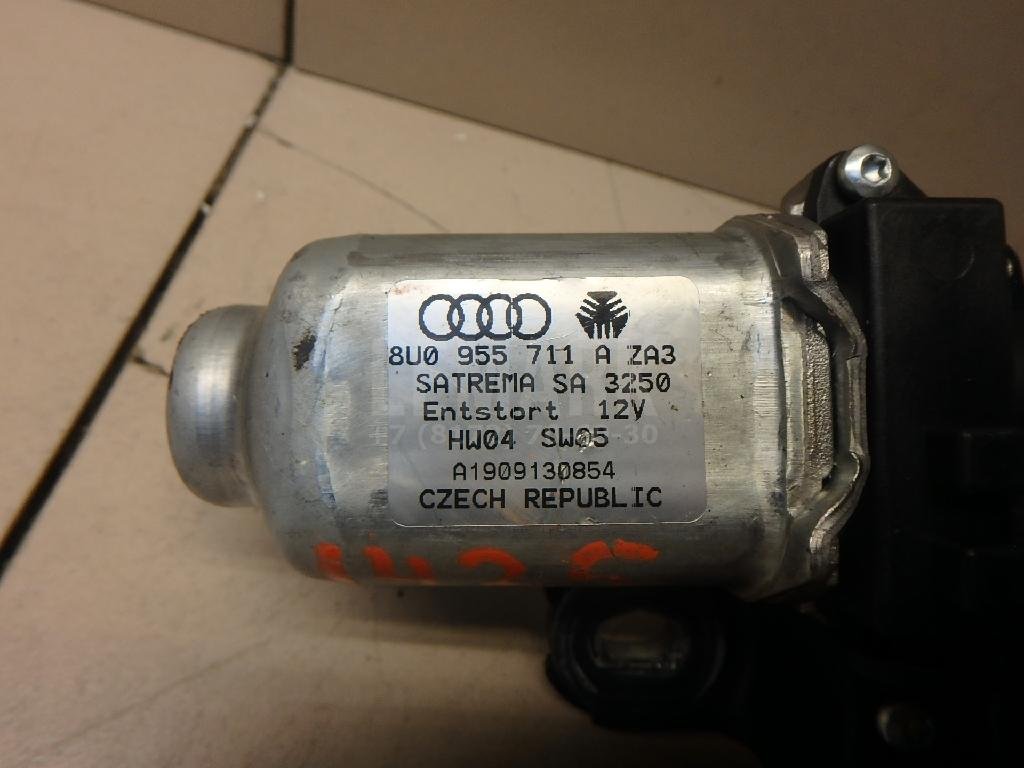 8U0 955 711 A ZA3
SATREMA SA 3250
Entstort 12V
HW04 SW05
A1909130854
CZECH REPUBLIC